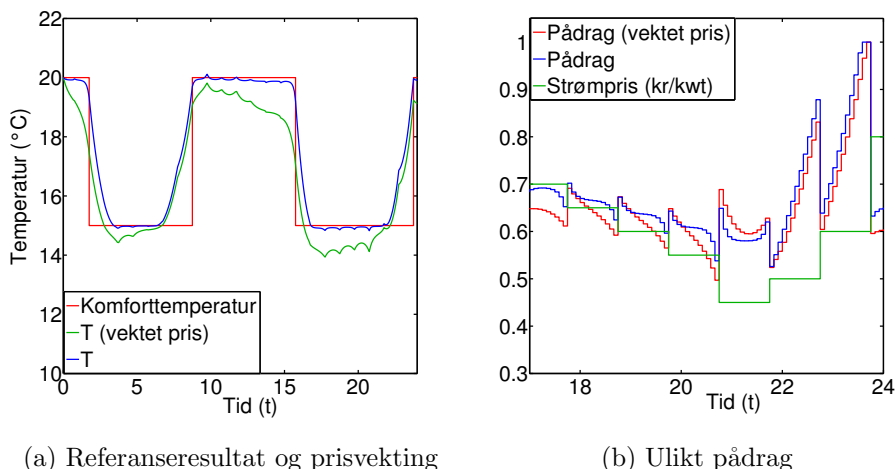 22
20
18
16
14
12
10
Temperatur (°C)
Komforttemperatur
T (vektet pris)
T
0
5
10
15
20
Tid (t)
(a) Referanseresultat og prisvekting
1
0.9
0.8
0.7
0.6
0.5
0.4
0.3
Pådrag (vektet pris)
Pådrag
Strømpris (kr/kwt)
18
20
22
24
Tid (t)
(b) Ulikt pådrag